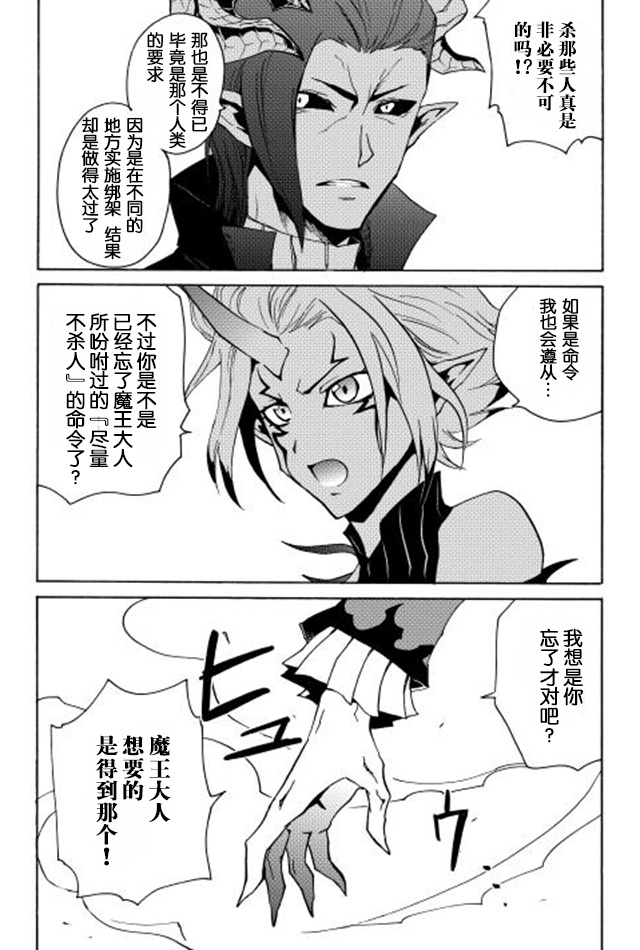 杀那些人真是
非必要不可
的吗!?
那也是不得已
毕竟是那个人类
的要求
因为是在不同的
地方实施绑架 结果
却是做得太过了
如果是命令
我也会遵从…
不过你是不是
已经忘了魔王大人
所吩咐过的『尽量
不杀人』的命令了?
我想是你
忘了才对吧?
ヒュウ
魔王大人
想要的
是得到那个!